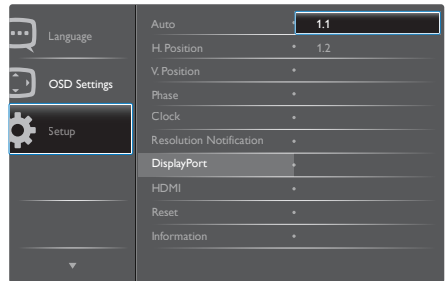 Language
OSD Settings
Setup
Auto
H. Position
V. Position
Phase
Clock
Resolution Notification
DisplayPort
HDMI
Reset
Information
1.1
1.2